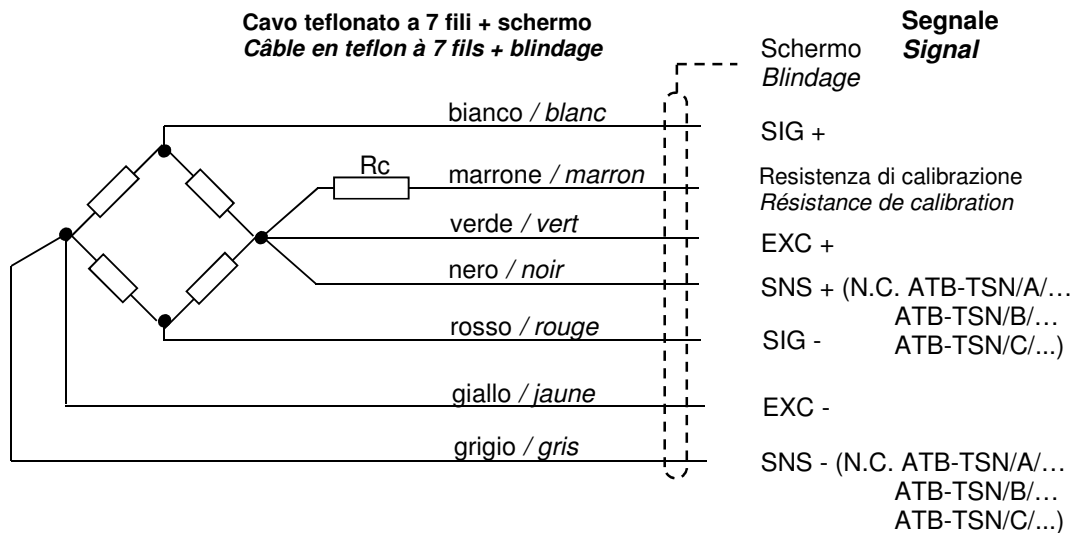 Cavo teflonato a 7 fili + schermo
Câble en teflon à 7 fils + blindage
Segnale
Signal
Schermo
Blindage
bianco / blanc
SIG +
Rc
marrone / marron
Resistenza di calibrazione
Résistance de calibration
verde / vert
EXC +
nero / noir
SNS + (N.C. ATB-TSN/A/…
ATB-TSN/B/…
ATB-TSN/C/...)
rosso / rouge
SIG -
giallo / jaune
EXC -
grigio / gris
SNS - (N.C. ATB-TSN/A/…
ATB-TSN/B/…
ATB-TSN/C/...)